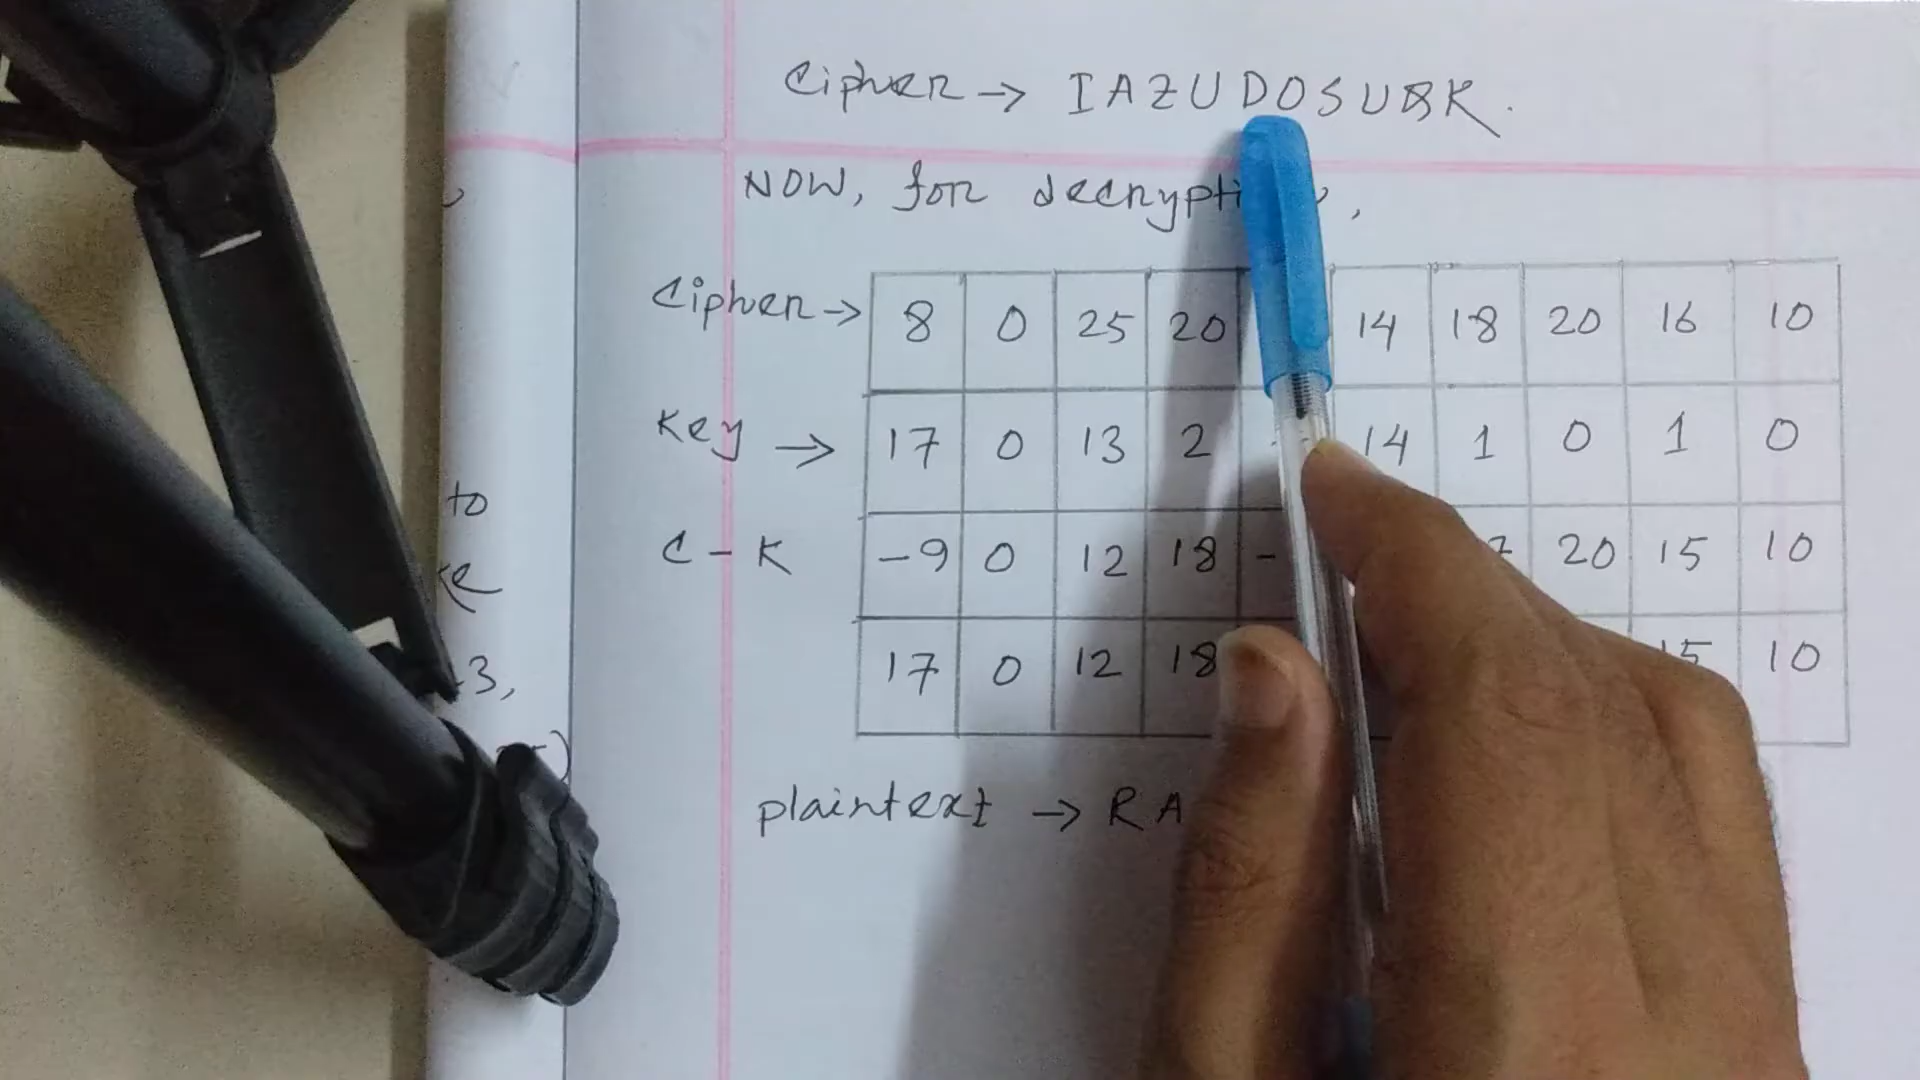 Cipher → IAZUDOSUBK.
NOW, for decrypti ,
Cipher → 8 0 25 20 14 18 20 16 10
Key → 17 0 13 2 14 1 0 1 0
to
C - K -9 0 12 18 - 20 15 10
17 0 12 18 15 10
3,
plaintext → RA